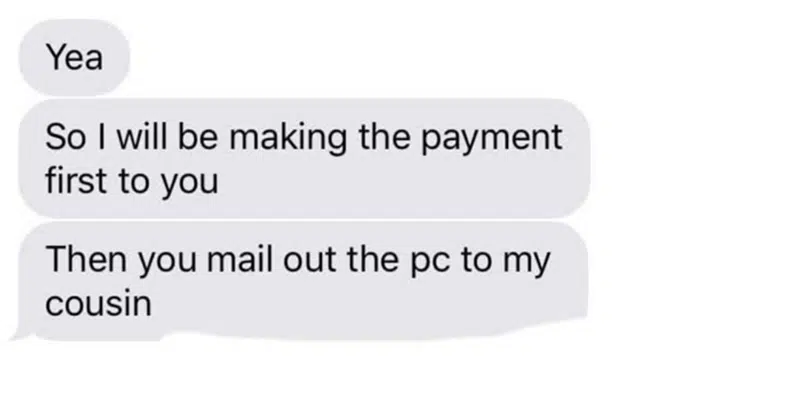 Yea
So I will be making the payment
first to you
Then you mail out the pc to my
cousin